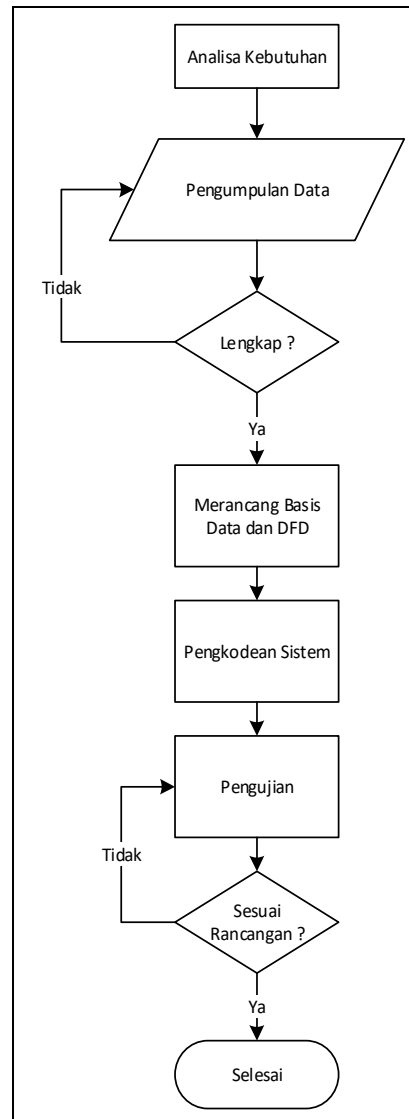 Analisa Kebutuhan
Pengumpulan Data
Tidak
Lengkap ?
Ya
Merancang Basis
Data dan DFD
Pengkodean Sistem
Pengujian
Tidak
Sesuai
Rancangan ?
Ya
Selesai